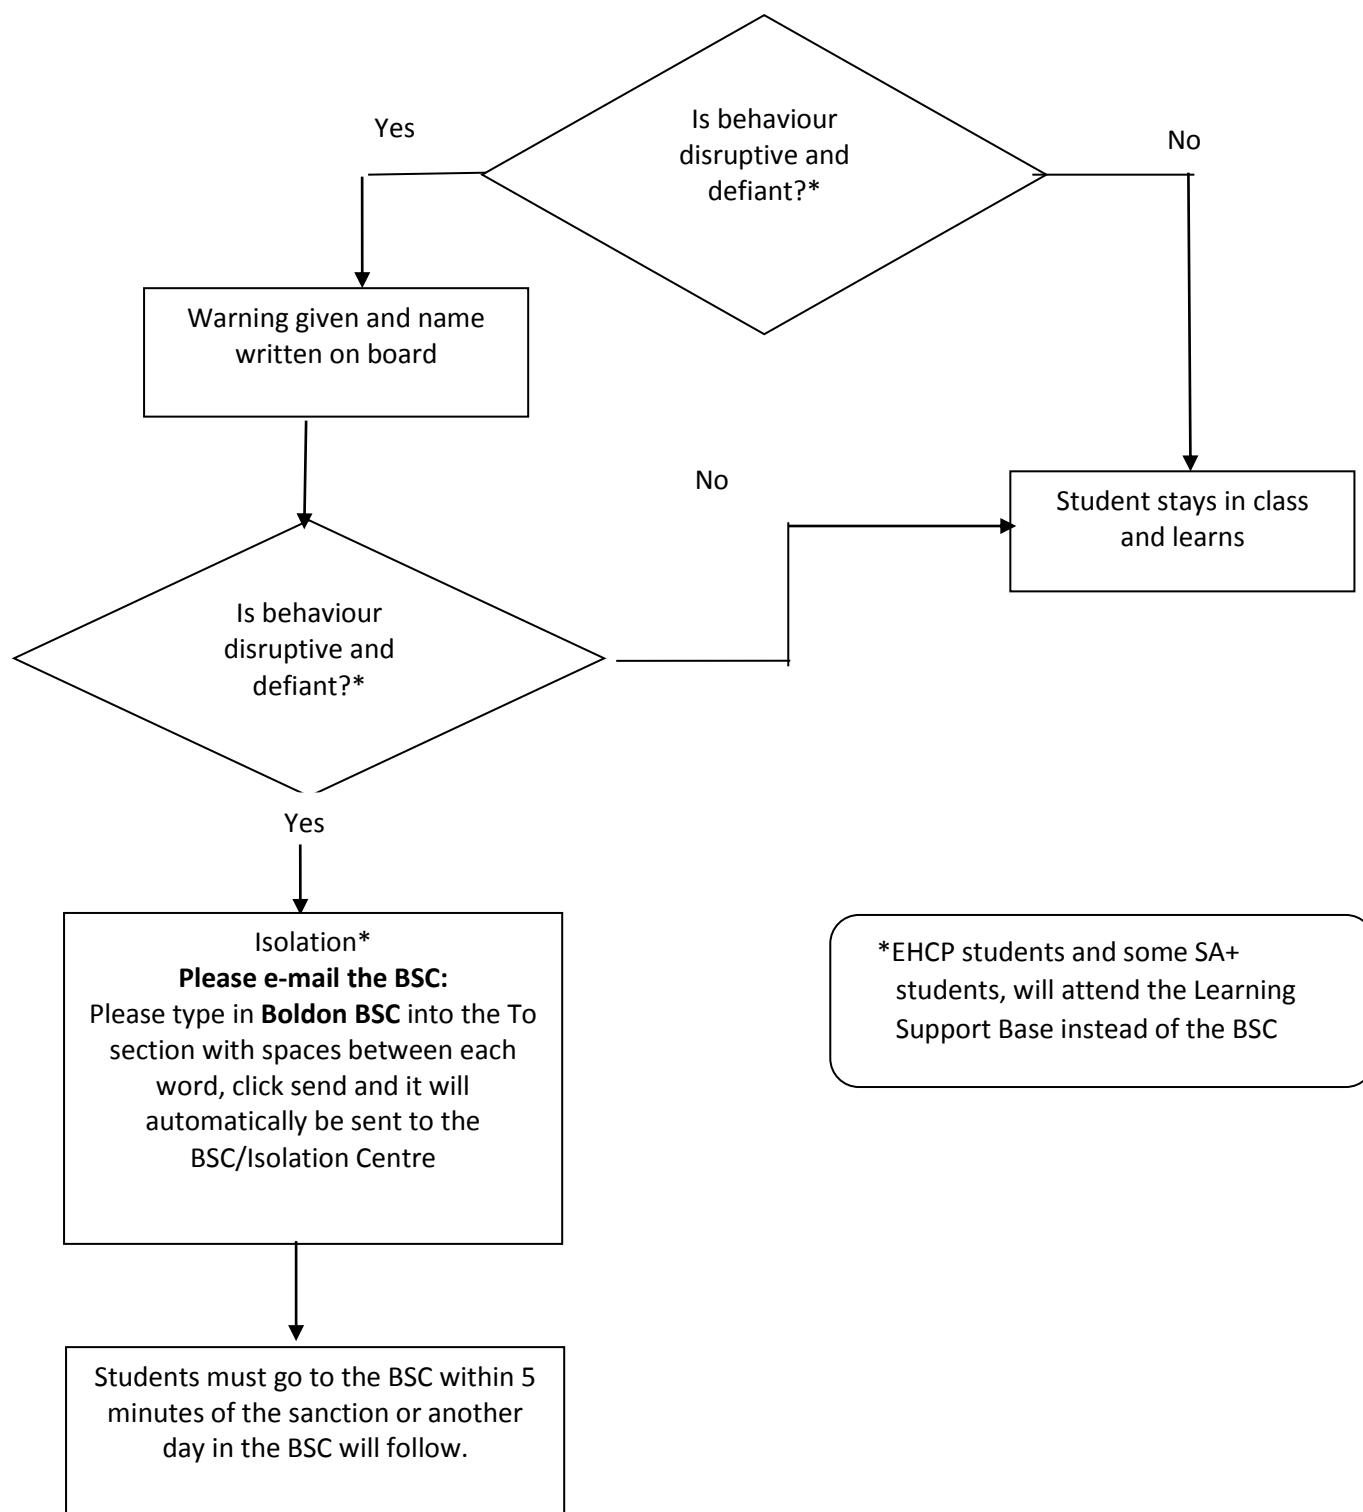 Is behaviour
disruptive and
defiant?*
Yes
No
Warning given and name
written on board
No
Student stays in class
and learns
Is behaviour
disruptive and
defiant?*
Yes
Isolation*
Please e-mail the BSC:
Please type in Boldon BSC into the To
section with spaces between each
word, click send and it will
automatically be sent to the
BSC/Isolation Centre
*EHCP students and some SA+
students, will attend the Learning
Support Base instead of the BSC
Students must go to the BSC within 5
minutes of the sanction or another
day in the BSC will follow.